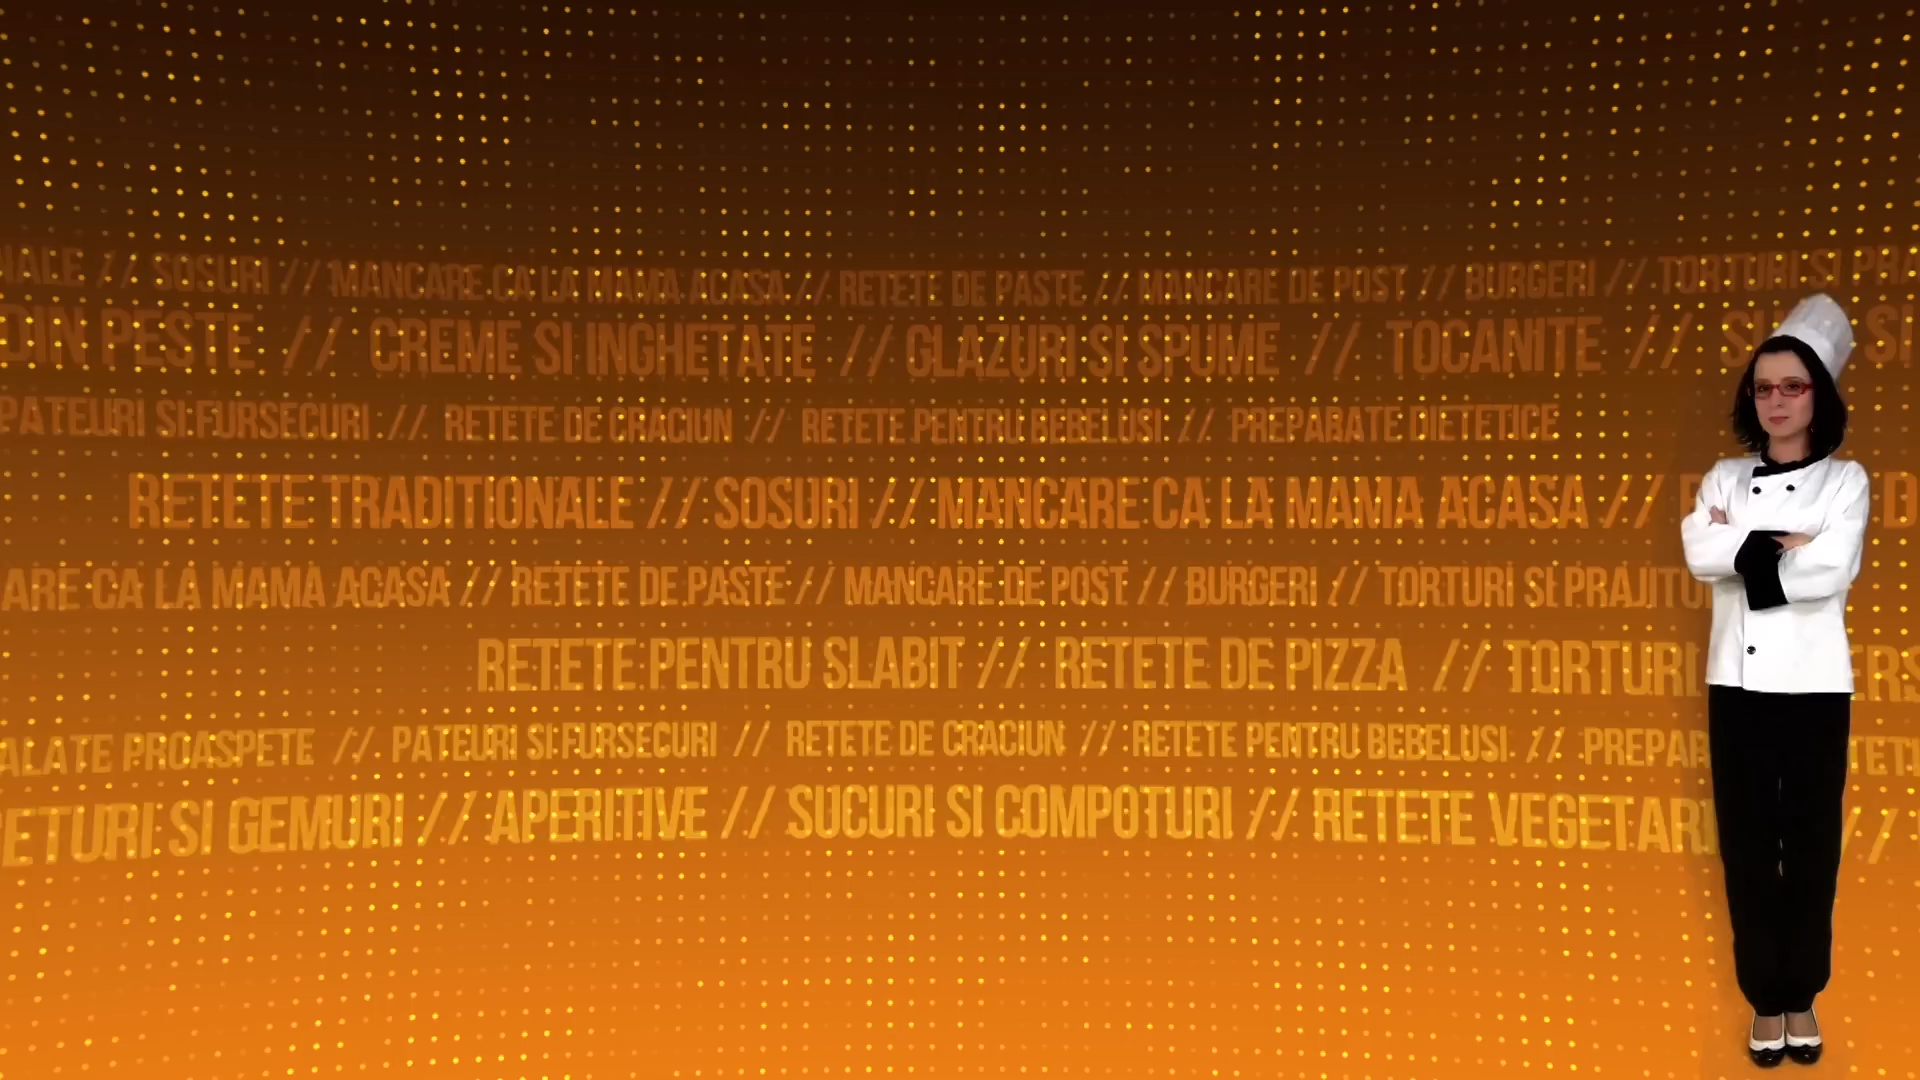 NALE // SOSURI // MANCARE CA LA MAMA ACASA // RETETE DE PASTE // MANCARE DE POST // BURGERI // TORTURI SI PRA
DIN PESTE // CREME SI INGHETATE // GLAZURI SI SPUME // TOCANITE // SI
PATEURI SI FURSECURI // RETETE DE CRACIUN // RETETE PENTRU BEBELUSI // PREPARATE DIETETICE
RETETE TRADITIONALE // SOSURI // MANCARE CA LA MAMA ACASA //
ARE CA LA MAMA ACASA // RETETE DE PASTE // MANCARE DE POST // BURGERI // TORTURI SI PRAJITU
RETETE PENTRU SLABIT // RETETE DE PIZZA // TORTURI ERS
ALATE PROASPETE // PATEURI SI FURSECURI // RETETE DE CRACIUN // RETETE PENTRU BEBELUSI // PREPAR TETI
ETURI SI GEMURI // APERITIVE // SUCURI SI COMPOTURI // RETETE VEGETARI //